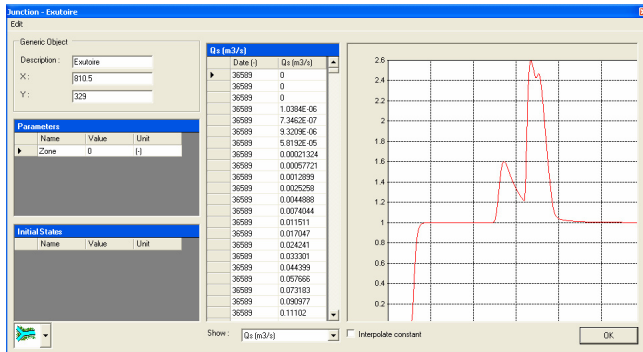 Junction - Exutoire
Edit
Generic Object
Description : Exutoire
X : 810.5
Y : 329
Parameters
Name Value Unit
Zone 0 (-)
Initial States
Name Value Unit
Qs (m3/s)
Date (-) Qs (m3/s)
36589 0
36589 0
36589 0
36589 1.0384E-06
36589 7.3462E-07
36589 9.3209E-06
36589 5.8192E-05
36589 0.00021324
36589 0.00057721
36589 0.0012899
36589 0.0025258
36589 0.0044888
36589 0.0074044
36589 0.011511
36589 0.017047
36589 0.024241
36589 0.033301
36589 0.044399
36589 0.057666
36589 0.073183
36589 0.090977
36589 0.11102
2.6
2.4
2.2
2
1.8
1.6
1.4
1.2
1
0.8
0.6
0.4
0.2
Show : Qs (m3/s)
Interpolate constant
OK